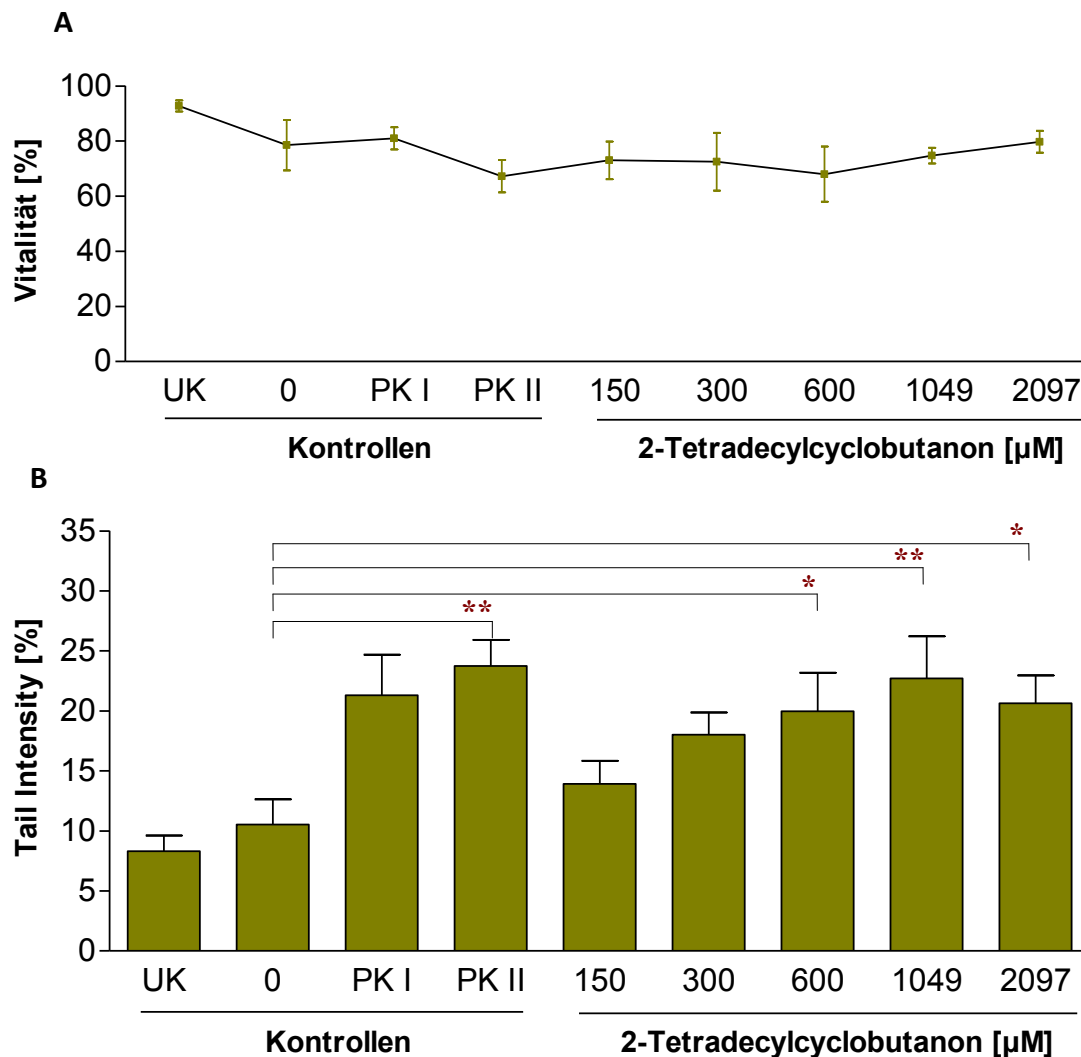 A
Vitalität [%]
100
80
60
40
20
0
UK 0 PK I PK II 150 300 600 1049 2097
Kontrollen 2-Tetradecylcyclobutanon [µM]
B
Tail Intensity [%]
35
30
25
20
15
10
5
0
*
**
*
**
UK 0 PK I PK II 150 300 600 1049 2097
Kontrollen 2-Tetradecylcyclobutanon [µM]